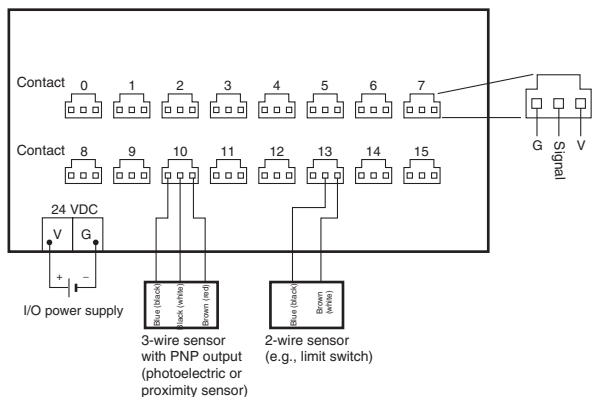 Contact 0 1 2 3 4 5 6 7
G Signal V
Contact 8 9 10 11 12 13 14 15
24 VDC
V G
+ −
I/O power supply
Blue (black)
Black (white)
Brown (red)
3-wire sensor
with PNP output
(photoelectric or
proximity sensor)
Blue (black)
Brown
(white)
2-wire sensor
(e.g., limit switch)